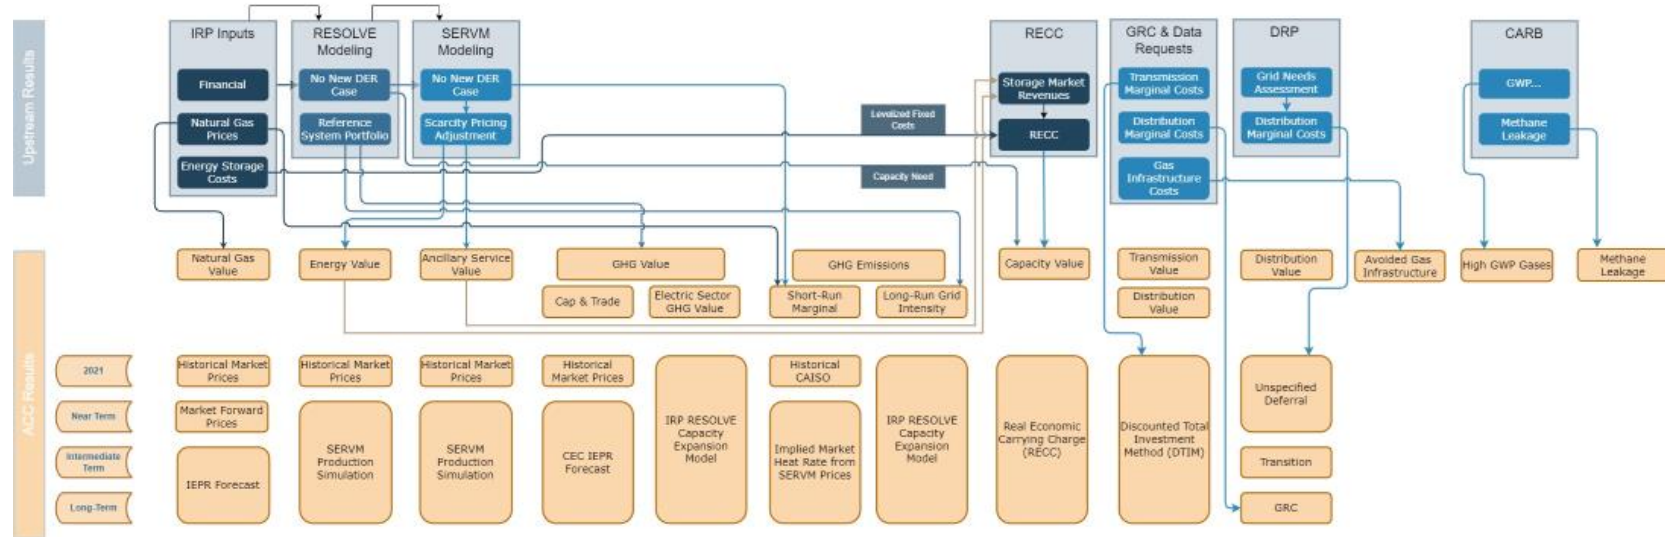 Upstream Results
IRP Inputs
Financial
Natural Gas
Prices
Energy Storage
Costs
RESOLVE
Modeling
No New DER
Case
Reference
System Portfolio
SERVM
Modeling
No New DER
Case
Scarcity Pricing
Adjustment
Levelized Fixed
Costs
Capacity Need
RECC
Storage Market
Revenues
RECC
GRC & Data
Requests
Transmission
Marginal Costs
Distribution
Marginal Costs
Gas
Infrastructure
Costs
DRP
Grid Needs
Assessment
Distribution
Marginal Costs
CARB
GWP...
Methane
Leakage
ACC Results
Natural Gas
Value
Energy Value
Ancillary Service
Value
GHG Value
Cap & Trade
Electric Sector
GHG Value
GHG Emissions
Short-Run
Marginal
Long-Run Grid
Intensity
Capacity Value
Transmission
Value
Distribution
Value
Distribution
Value
Avoided Gas
Infrastructure
High GWP Gases
Methane
Leakage
2021
Near Term
Intermediate
Term
Long-Term
Historical Market
Prices
Market Forward
Prices
IEPR Forecast
Historical Market
Prices
SERVM
Production
Simulation
Historical Market
Prices
SERVM
Production
Simulation
Historical
Market Prices
CEC IEPR
Forecast
IRP RESOLVE
Capacity
Expansion
Model
Historical
CAISO
Implied Market
Heat Rate from
SERVM Prices
IRP RESOLVE
Capacity
Expansion
Model
Real Economic
Carrying Charge
(RECC)
Discounted Total
Investment
Method (DTIM)
Unspecified
Deferral
Transition
GRC